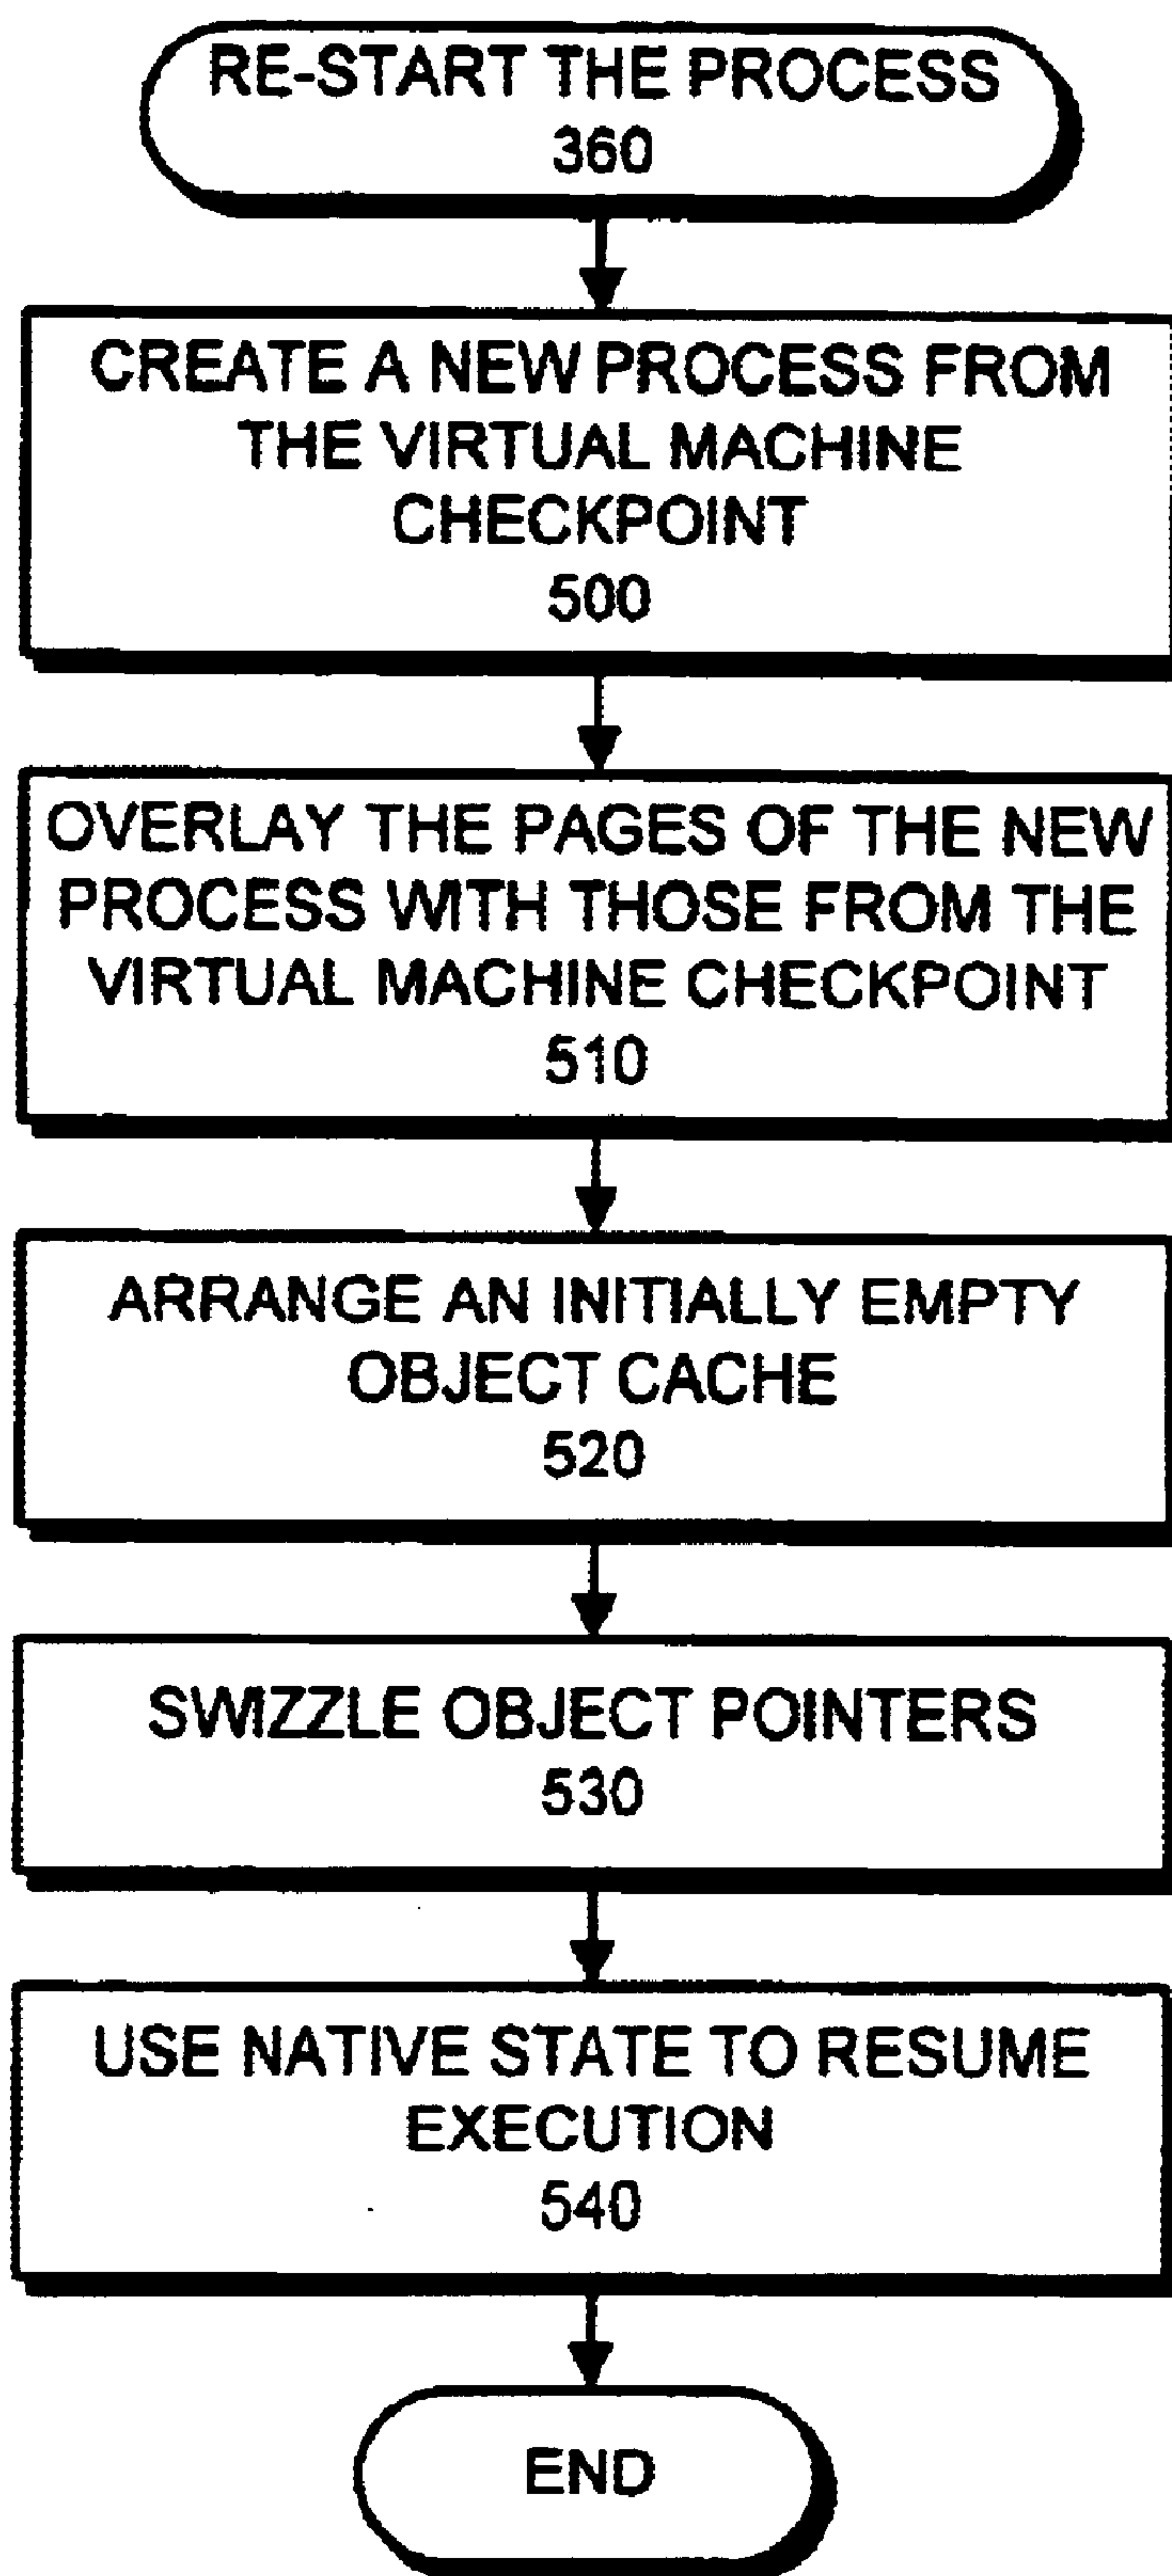 RE-START THE PROCESS
360
CREATE A NEW PROCESS FROM
THE VIRTUAL MACHINE
CHECKPOINT
500
OVERLAY THE PAGES OF THE NEW
PROCESS WITH THOSE FROM THE
VIRTUAL MACHINE CHECKPOINT
510
ARRANGE AN INITIALLY EMPTY
OBJECT CACHE
520
SWIZZLE OBJECT POINTERS
530
USE NATIVE STATE TO RESUME
EXECUTION
540
END